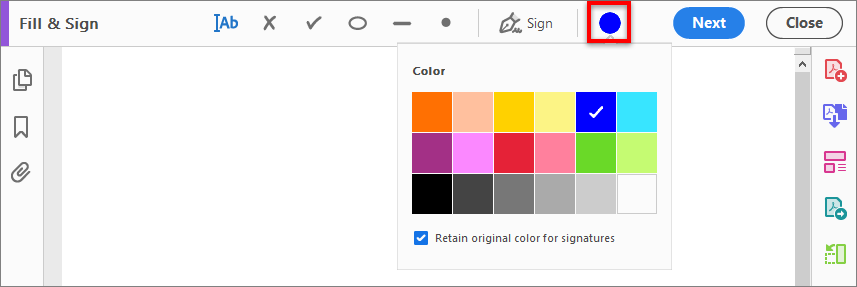 Fill & Sign
Ab
Sign
Next
Close
Color
Retain original color for signatures